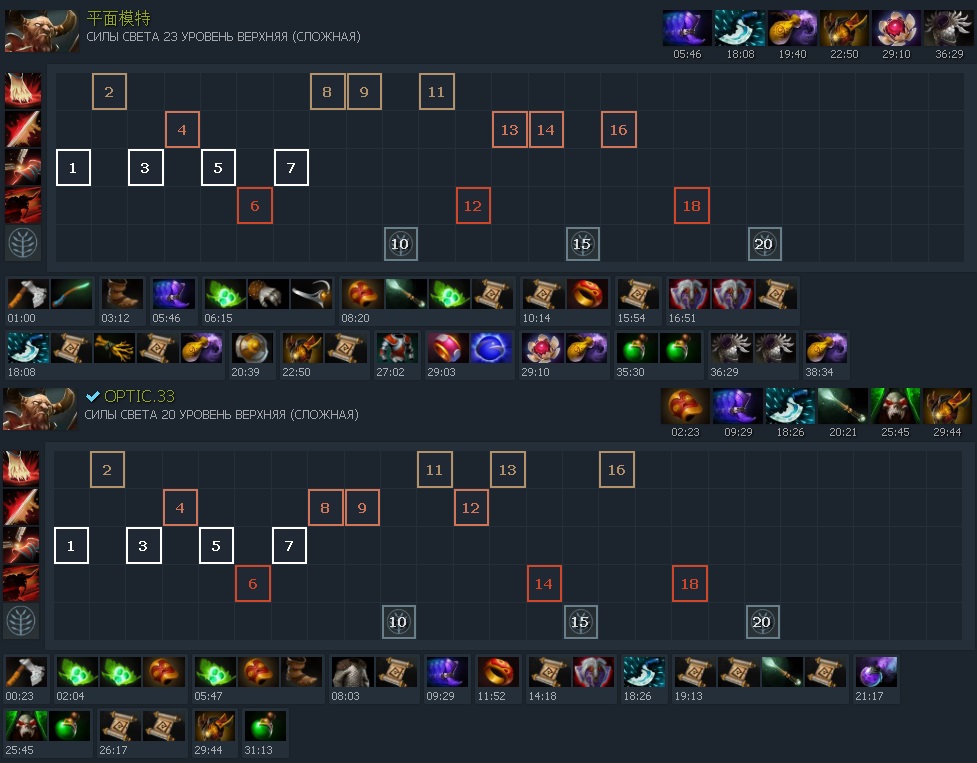 平面模特
СИЛЫ СВЕТА 23 УРОВЕНЬ ВЕРХНЯЯ (СЛОЖНАЯ)
05:46 18:08 19:40 22:50 29:10 36:29
2 8 9 11
4 13 14 16
1 3 5 7
6 12 18
10 15 20
01:00 03:12 05:46 06:15 08:20 10:14 15:54 16:51
18:08 20:39 22:50 27:02 29:03 29:10 35:30 36:29 38:34
OPTIC.33
СИЛЫ СВЕТА 20 УРОВЕНЬ ВЕРХНЯЯ (СЛОЖНАЯ)
02:23 09:29 18:26 20:21 25:45 29:44
2 11 13 16
4 8 9 12
1 3 5 7
6 14 18
10 15 20
00:23 02:04 05:47 08:03 09:29 11:52 14:18 18:26 19:13 21:17
25:45 26:17 29:44 31:13